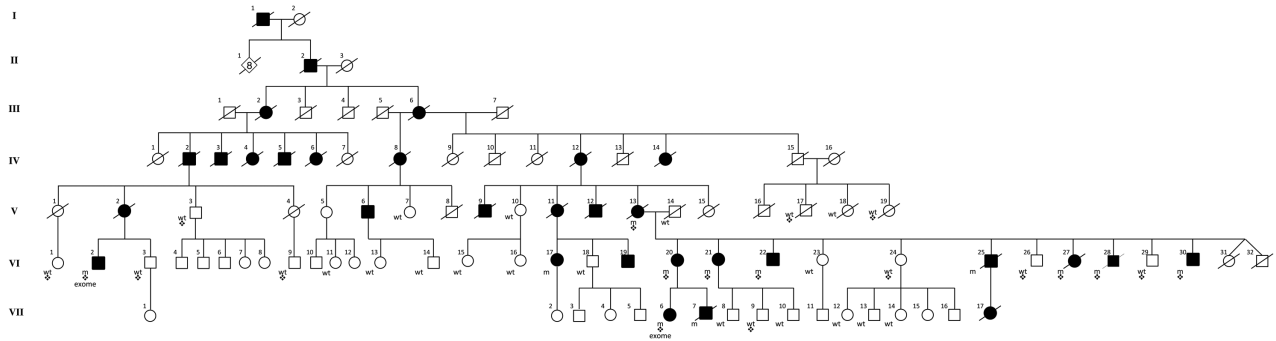 1 2
I
1 2 3
II 8
1 2 3 4 5 6 7
III
1 2 3 4 5 6 7 8 9 10 11 12 13 14 15 16
IV
1 2 3 4 5 6 7 8 9 10 11 12 13 14 15 16 17 18 19
V
wt wt wt m wt wt wt wt
1 2 3 4 5 6 7 8 9 10 11 12 13 14 15 16 17 18 19 20 21 22 23 24 25 26 27 28 29 30 31 32
VI
wt m wt wt wt wt wt wt wt wt m wt m m m wt wt m wt m m wt m
exome
1 2 3 4 5 6 7 8 9 10 11 12 13 14 15 16 17
VII
m m wt wt wt wt wt wt
exome